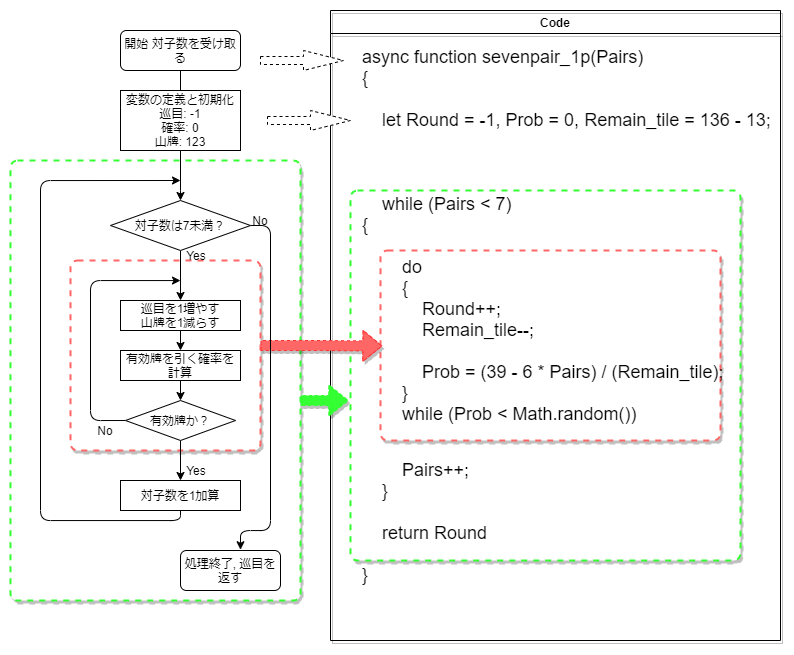 開始 対子数を受け取
る
変数の定義と初期化
巡目: -1
確率: 0
山牌: 123
対子数は7未満？
No
Yes
巡目を1増やす
山牌を1減らす
有効牌を引く確率を
計算
有効牌か？
No
Yes
対子数を1加算
処理終了, 巡目を
返す
Code
async function sevenpair_1p(Pairs)
{
let Round = -1, Prob = 0, Remain_tile = 136 - 13;
while (Pairs < 7)
{
do
{
Round++;
Remain_tile--;
Prob = (39 - 6 * Pairs) / (Remain_tile);
}
while (Prob < Math.random())
Pairs++;
}
return Round
}